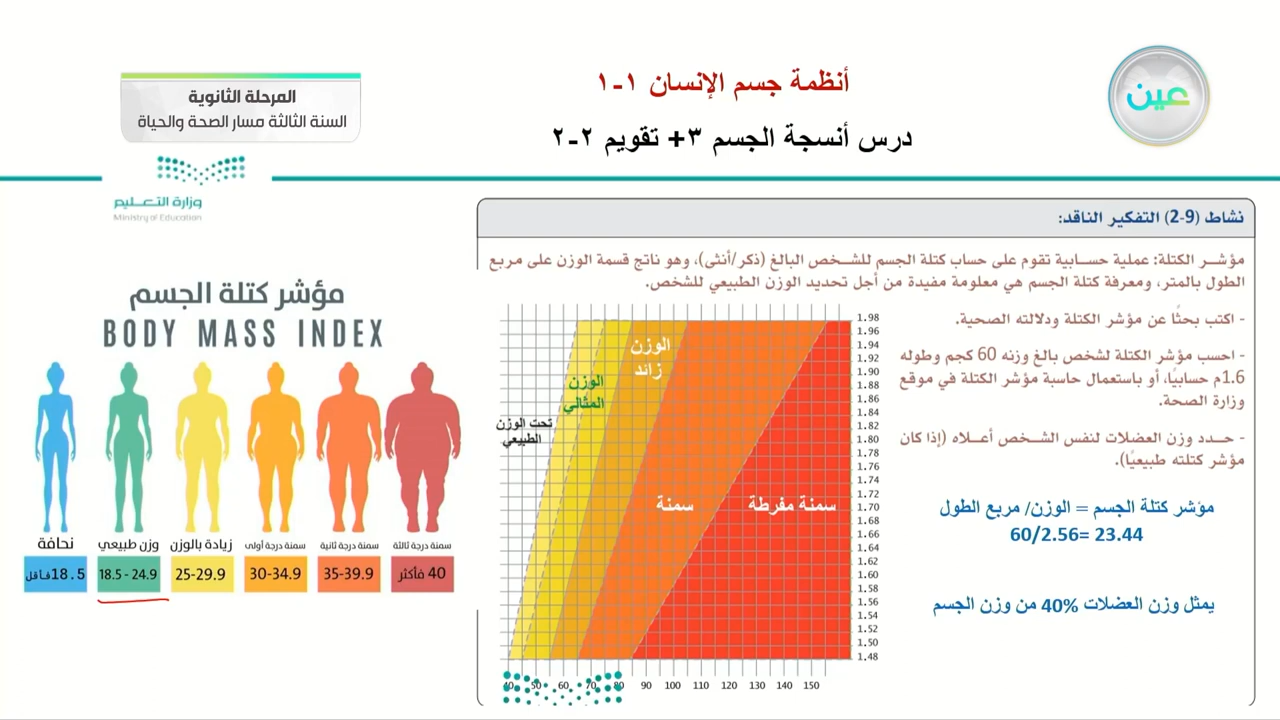 أنظمة جسم الإنسان ١-١
درس أنسجة الجسم ٣+ تقويم ٢-٢
عين
المرحلة الثانوية
السنة الثالثة مسار الصحة والحياة
وزارة التعليم
Ministry of Education
نشاط (9-2) التفكير الناقد:
مؤشر الكتلة: عملية حسابية تقوم على حساب كتلة الجسم للشخص البالغ (ذكر/أنثى)، وهو ناتج قسمة الوزن على مربع
الطول بالمتر، ومعرفة كتلة الجسم هي معلومة مفيدة من أجل تحديد الوزن الطبيعي للشخص.
- اكتب بحثًا عن مؤشر الكتلة ودلالته الصحية.
- احسب مؤشر الكتلة لشخص بالغ وزنه 60 كجم وطوله
1.6م حسابيًا، أو باستعمال حاسبة مؤشر الكتلة في موقع
وزارة الصحة.
- حدد وزن العضلات لنفس الشخص أعلاه (إذا كان
مؤشر كتلته طبيعيًا).
مؤشر كتلة الجسم = الوزن/ مربع الطول
60/2.56= 23.44
يمثل وزن العضلات 40% من وزن الجسم
1.98
1.96
1.94
1.92
1.90
1.88
1.86
1.84
1.82
1.80
1.78
1.76
1.74
1.72
1.70
1.68
1.66
1.64
1.62
1.60
1.58
1.56
1.54
1.52
1.50
1.48
الوزن
زائد
الوزن
المثالي
تحت الوزن
الطبيعي
سمنة
سمنة مفرطة
40 50 60 70 80 90 100 110 120 130 140 150
مؤشر كتلة الجسم
BODY MASS INDEX
نحافة
وزن طبيعي
زيادة بالوزن
سمنة درجة أولى
سمنة درجة ثانية
سمنة درجة ثالثة
18.5 فأقل
18.5 - 24.9
25-29.9
30-34.9
35-39.9
40 فأكثر